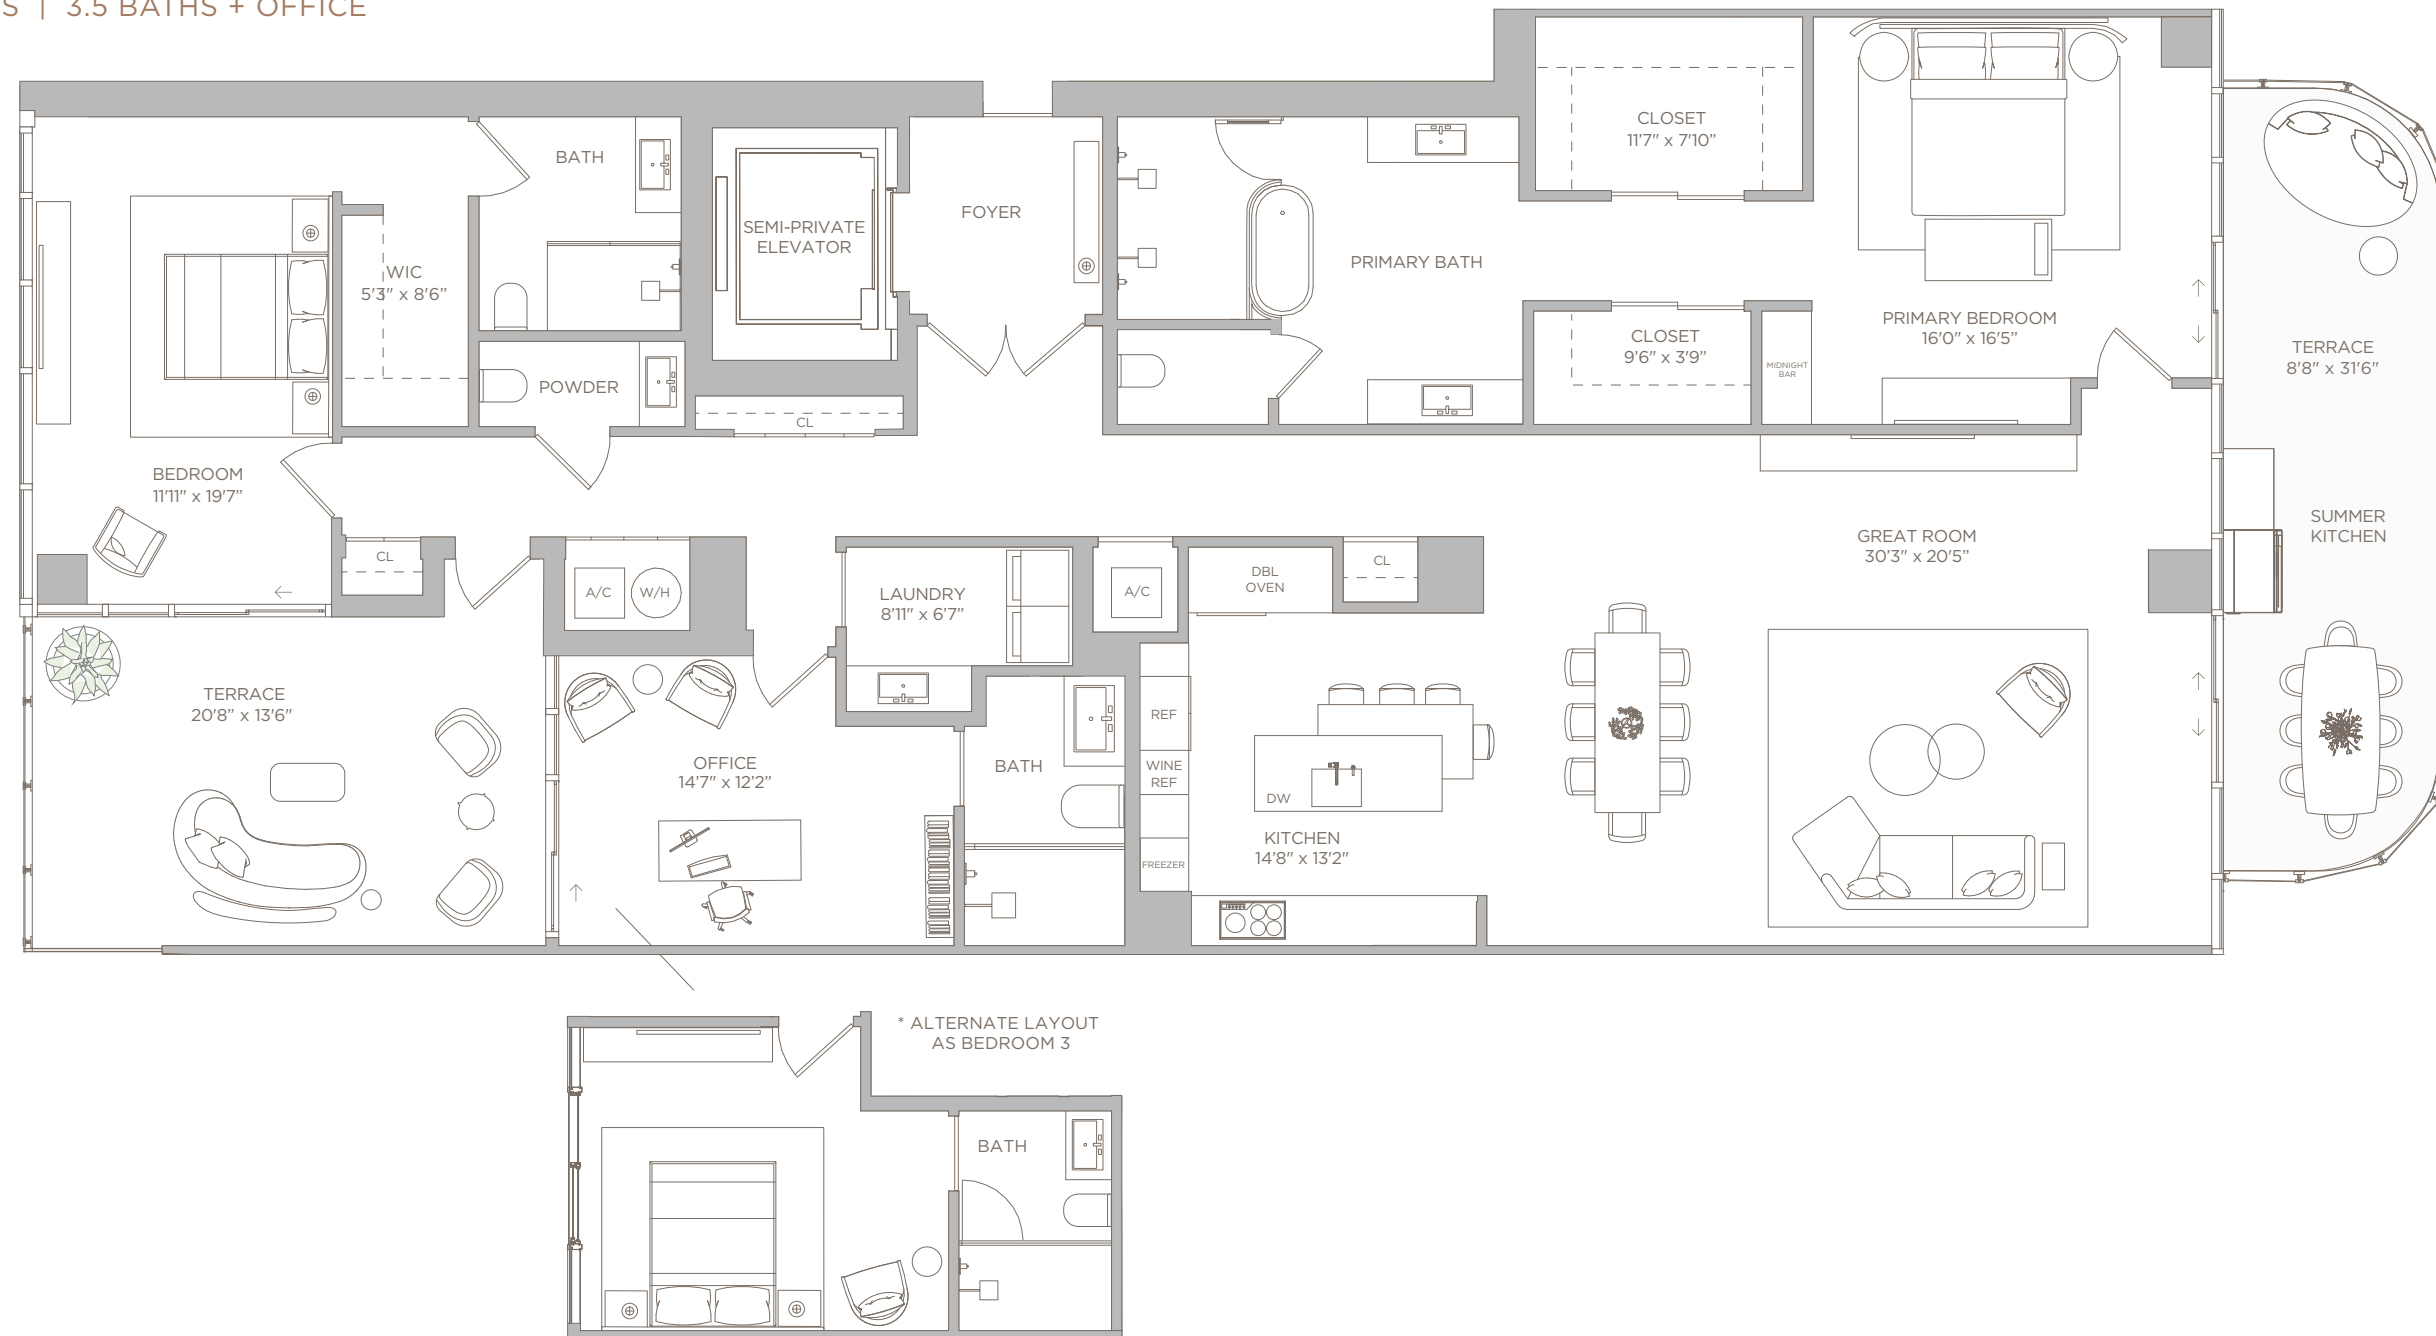 S | 3.5 BATHS + OFFICE
BATH
SEMI-PRIVATE
ELEVATOR
FOYER
WIC
5'3" x 8'6"
POWDER
CL
BEDROOM
11'11" x 19'7"
CL
PRIMARY BATH
CLOSET
11'7" x 7'10"
CLOSET
9'6" x 3'9"
MIDNIGHT
BAR
PRIMARY BEDROOM
16'0" x 16'5"
TERRACE
8'8" x 31'6"
SUMMER
KITCHEN
GREAT ROOM
30'3" x 20'5"
A/C
W/H
LAUNDRY
8'11" x 6'7"
A/C
DBL
OVEN
CL
TERRACE
20'8" x 13'6"
OFFICE
14'7" x 12'2"
BATH
REF
WINE
REF
FREEZER
DW
KITCHEN
14'8" x 13'2"
* ALTERNATE LAYOUT
AS BEDROOM 3
BATH